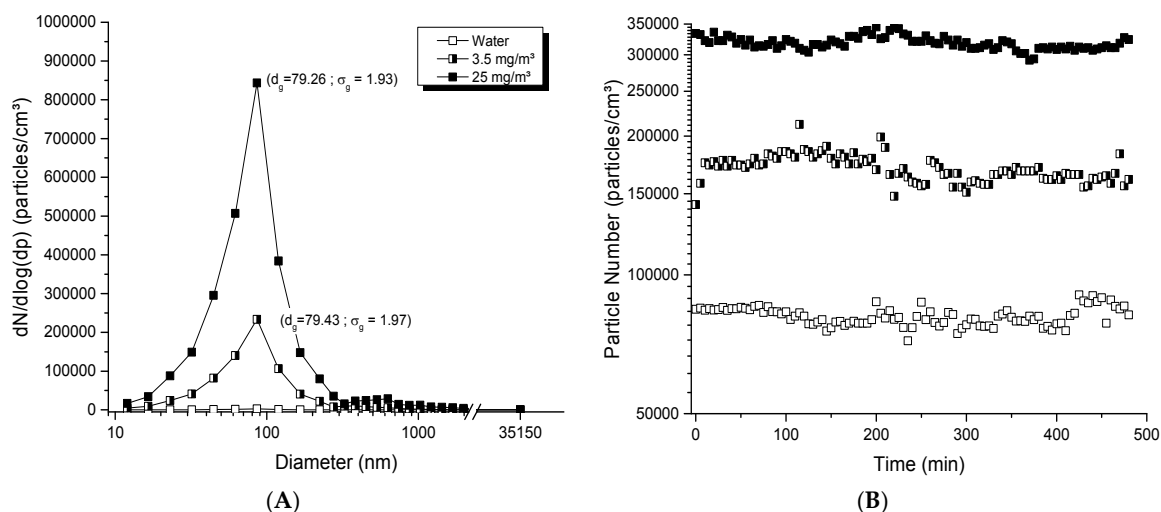 1000000
900000
800000
700000
600000
500000
400000
300000
200000
100000
0
dN/dlog(dp) (particles/cm³)
Water
3.5 mg/m³
25 mg/m³
(dg=79.26 ; σg = 1.93)
(dg=79.43 ; σg = 1.97)
10 100 1000 35150
Diameter (nm)
(A)
350000
300000
250000
200000
150000
100000
50000
Particle Number (particles/cm³)
0 100 200 300 400 500
Time (min)
(B)